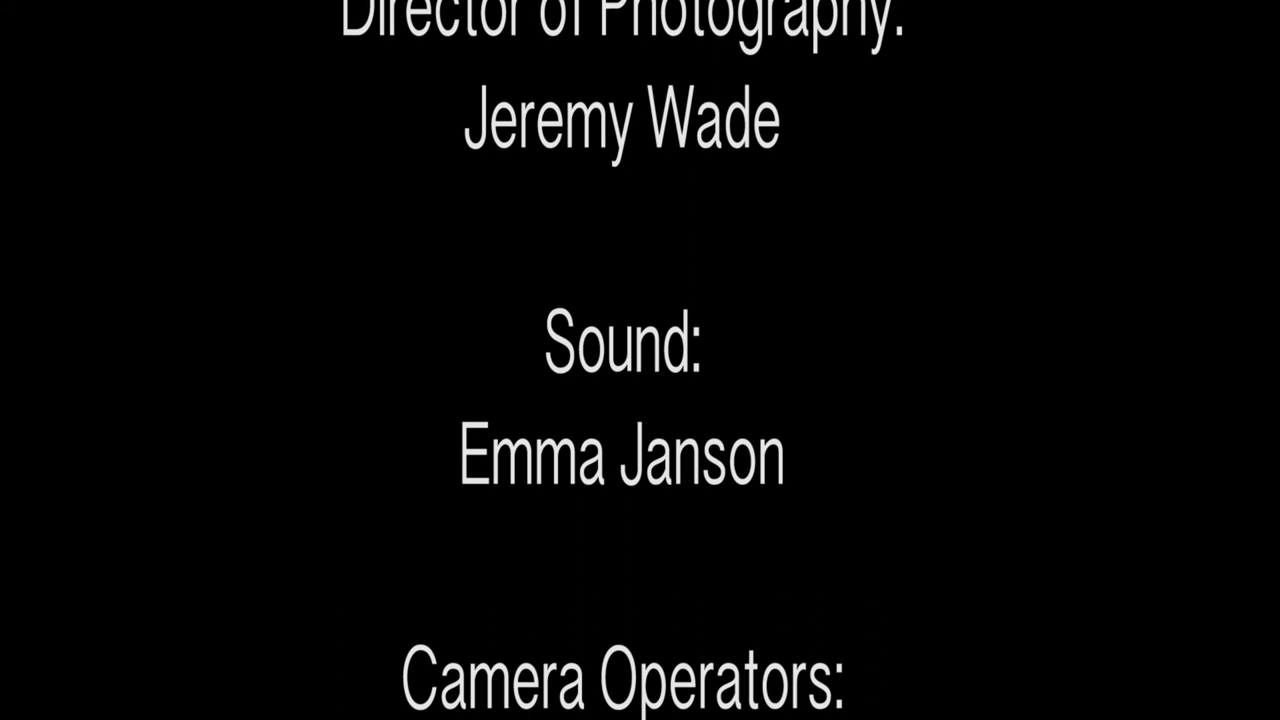 Director of Photography:
Jeremy Wade
Sound:
Emma Janson
Camera Operators: